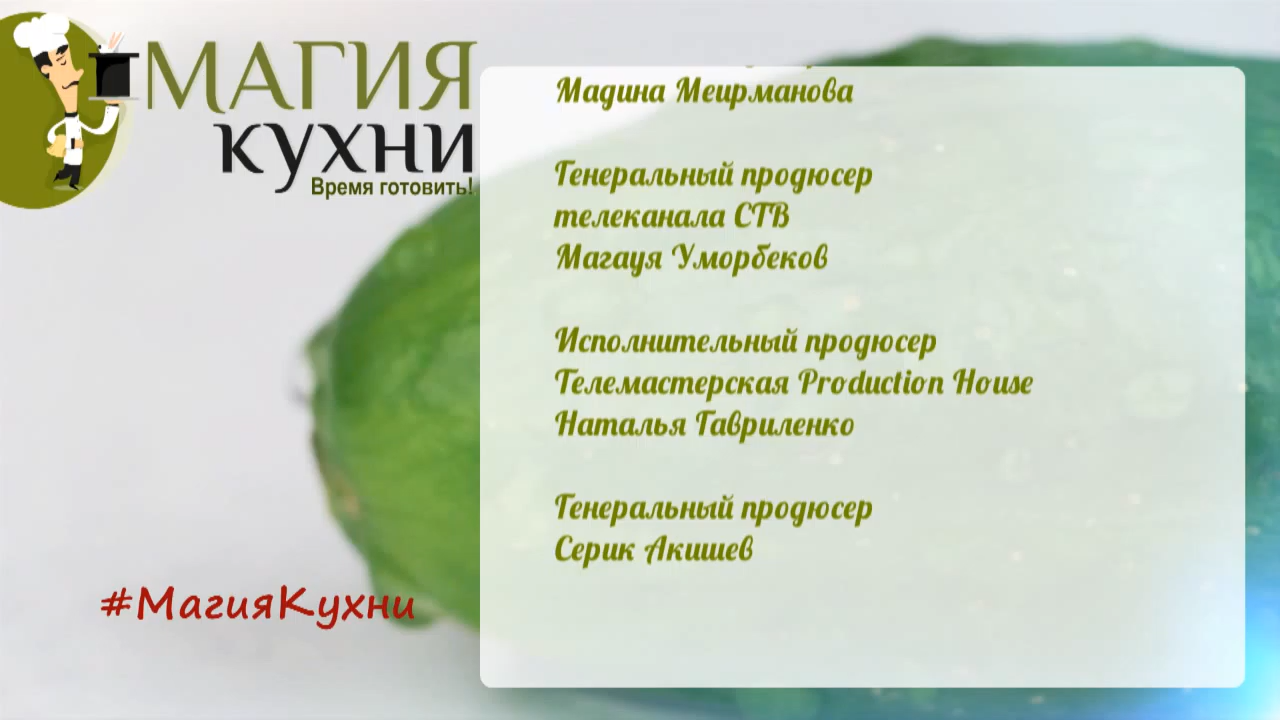 МАГИЯ
кухни
Время готовить!
Мадина Меирманова
Генеральный продюсер
телеканала СТВ
Магауя Уморбеков
Исполнительный продюсер
Телемастерская Production House
Наталья Гавриленко
Генеральный продюсер
Серик Акишев
#МагияКухни